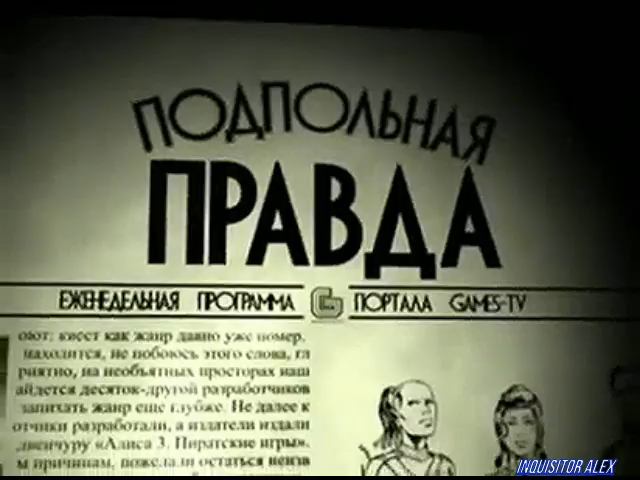 ПОДПОЛЬНАЯ
ПРАВДА
ЕЖЕНЕДЕЛЬНАЯ ПРОГРАММА G ПОРТАЛА GAMES-TV
оют: квест как жанр давно уже помер,
находится, не побоюсь этого слова, гл
риятно, на необъятных просторах наш
айдется десяток-другой разработчиков
запихать жанр еще глубже. Не далее к
отчики разработали, а издатели издали
двенчуру «Алиса 3. Пиратские игры».
м причинам, пожелали остаться неизв
INQUISITOR ALEX